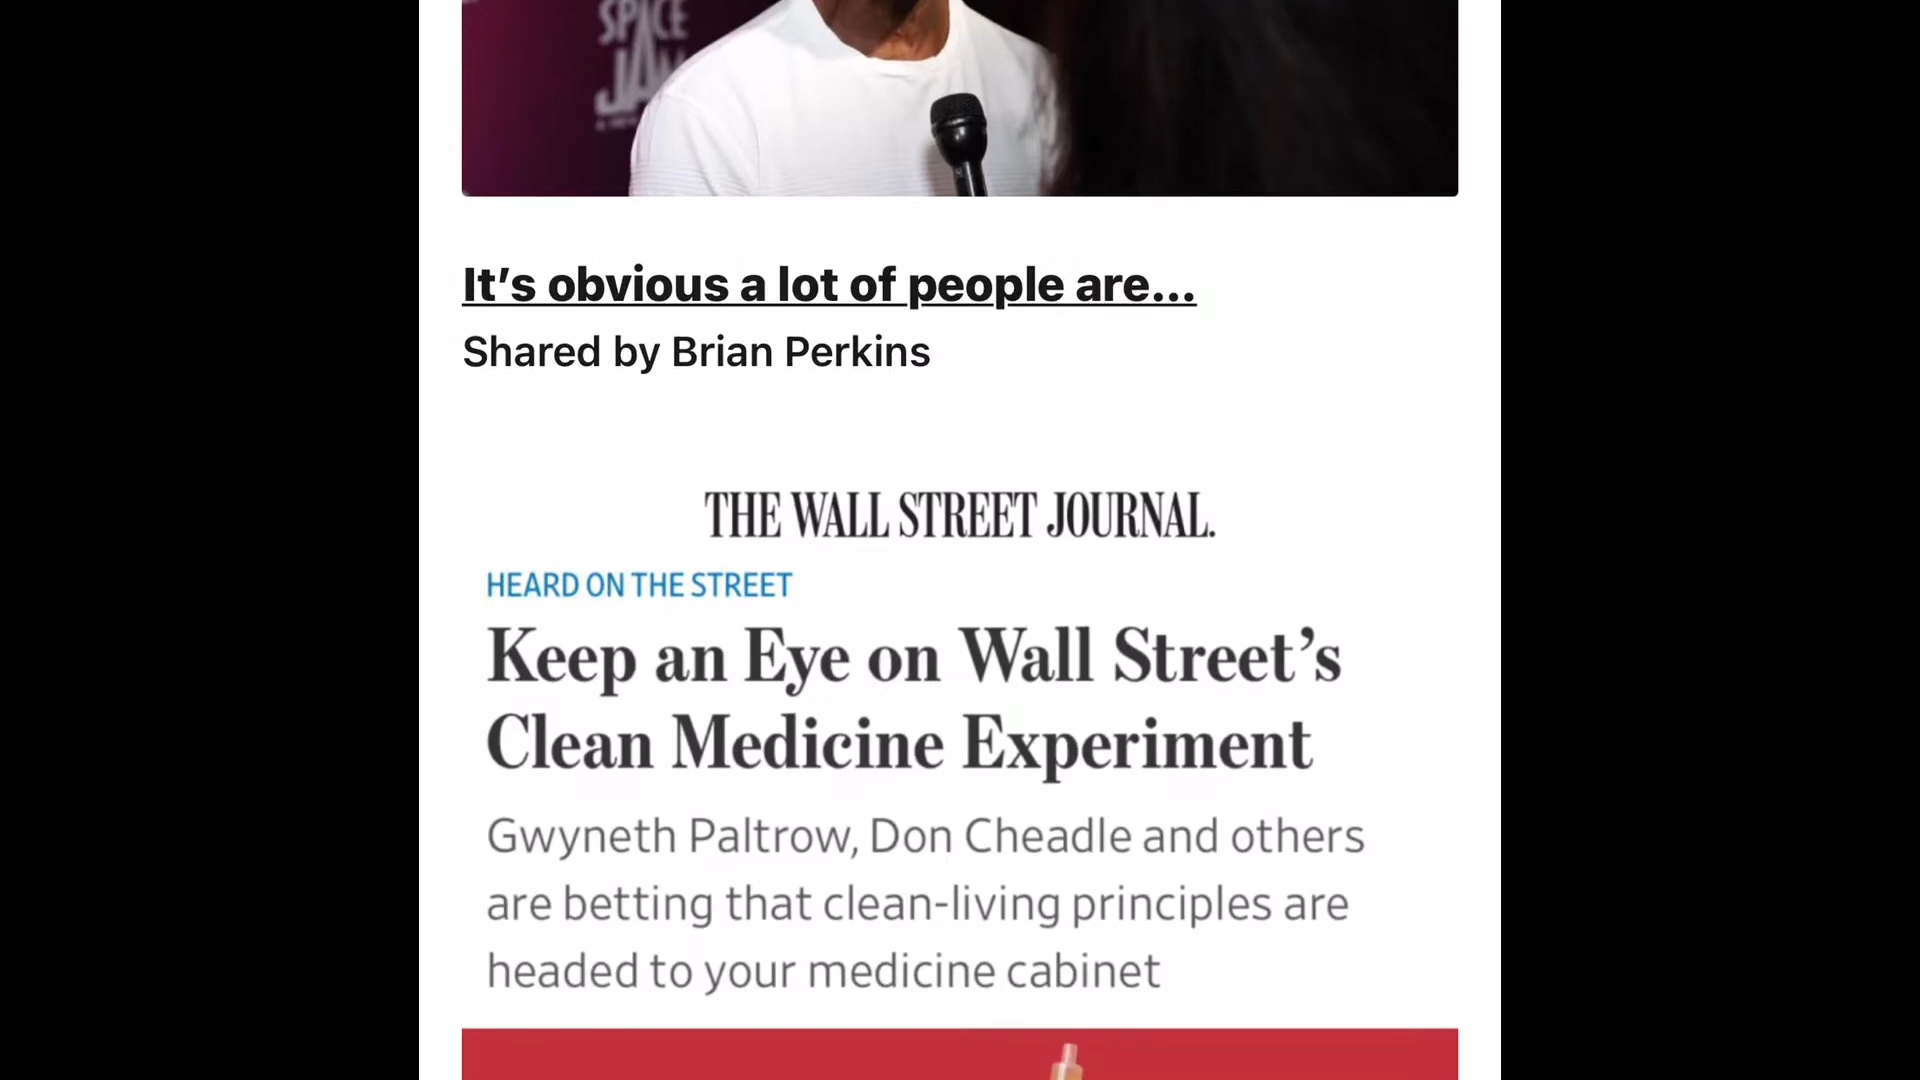 SPACE
JAM
It's obvious a lot of people are...
Shared by Brian Perkins
THE WALL STREET JOURNAL.
HEARD ON THE STREET
Keep an Eye on Wall Street's
Clean Medicine Experiment
Gwyneth Paltrow, Don Cheadle and others
are betting that clean-living principles are
headed to your medicine cabinet